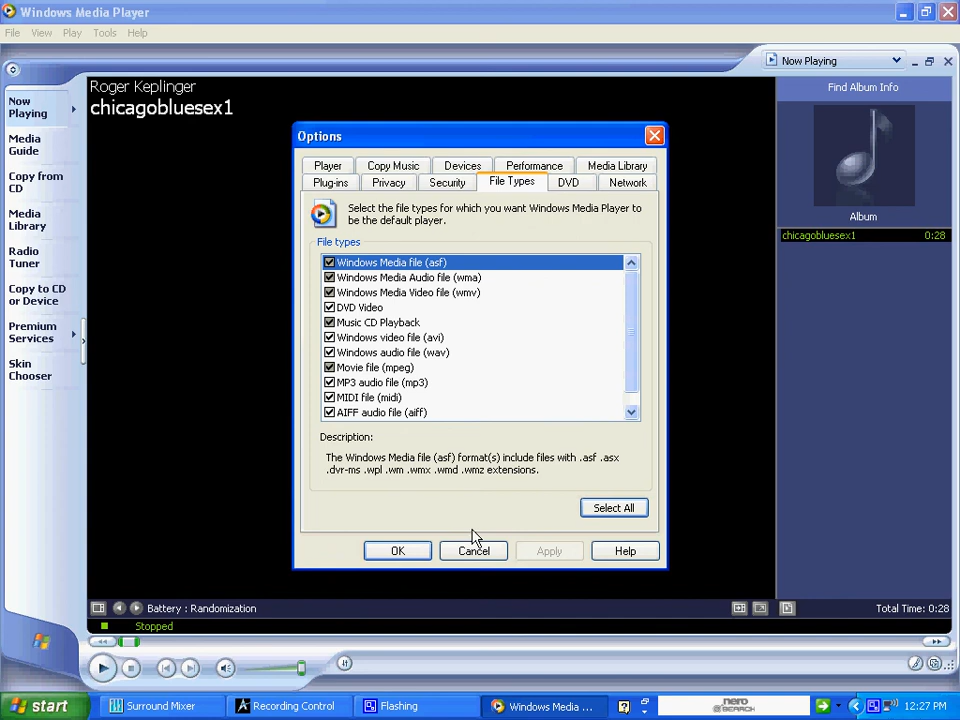 Windows Media Player
File View Play Tools Help
Now Playing
Roger Keplinger
chicagobluesex1
Find Album Info
Album
chicagobluesex1 0:28
Now
Playing
Media
Guide
Copy from
CD
Media
Library
Radio
Tuner
Copy to CD
or Device
Premium
Services
Skin
Chooser
Options
Player Copy Music Devices Performance Media Library
Plug-ins Privacy Security File Types DVD Network
Select the file types for which you want Windows Media Player to
be the default player.
File types
Windows Media file (asf)
Windows Media Audio file (wma)
Windows Media Video file (wmv)
DVD Video
Music CD Playback
Windows video file (avi)
Windows audio file (wav)
Movie file (mpeg)
MP3 audio file (mp3)
MIDI file (midi)
AIFF audio file (aiff)
Description:
The Windows Media file (asf) format(s) include files with .asf .asx
.dvr-ms .wpl .wm .wmx .wmd .wmz extensions.
Select All
OK Cancel Apply Help
Battery : Randomization
Total Time: 0:28
Stopped
start Surround Mixer Recording Control Flashing Windows Media ... nero SEARCH 12:27 PM